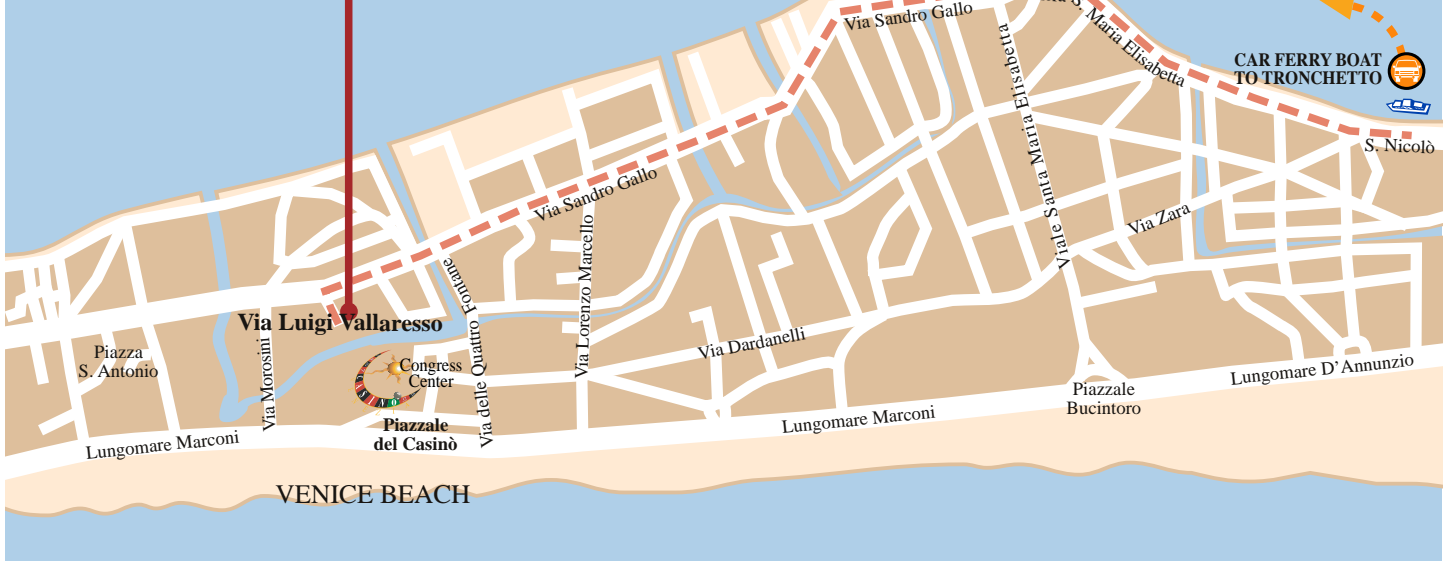 Via Sandro Gallo
S. Maria Elisabetta
CAR FERRY BOAT
TO TRONCHETTO
S. Nicolò
Viale Santa Maria Elisabetta
Via Zara
Via Sandro Gallo
Via Lorenzo Marcello
Via delle Quattro Fontane
Via Luigi Vallaresso
Via Morosini
Piazza
S. Antonio
Congress
Center
CASINO
Piazzale
del Casinò
Via Dardanelli
Piazzale
Bucintoro
Lungomare D’Annunzio
Lungomare Marconi
Lungomare Marconi
VENICE BEACH